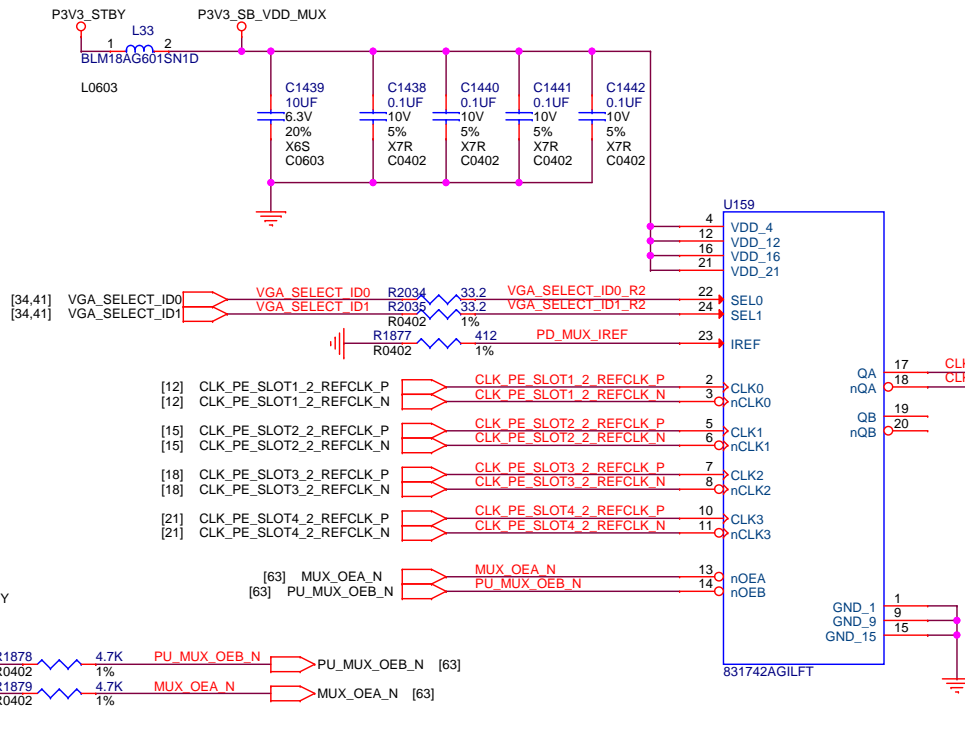 P3V3_STBY P3V3_SB_VDD_MUX
L33
1 2
BLM18AG601SN1D
L0603
C1439 C1438 C1440 C1441 C1442
10UF 0.1UF 0.1UF 0.1UF 0.1UF
6.3V 10V 10V 10V 10V
20% 5% 5% 5% 5%
X6S X7R X7R X7R X7R
C0603 C0402 C0402 C0402 C0402
U159
4 VDD_4
12 VDD_12
16 VDD_16
21 VDD_21
[34,41] VGA_SELECT_ID0 VGA_SELECT_ID0 R2034 33.2 VGA_SELECT_ID0_R2 22 SEL0
[34,41] VGA_SELECT_ID1 VGA_SELECT_ID1 R2035 33.2 VGA_SELECT_ID1_R2 24 SEL1
R0402 1%
R1877 412 PD_MUX_IREF 23 IREF
R0402 1%
17 QA CLK
18 nQA CLK
[12] CLK_PE_SLOT1_2_REFCLK_P CLK_PE_SLOT1_2_REFCLK_P 2 CLK0
[12] CLK_PE_SLOT1_2_REFCLK_N CLK_PE_SLOT1_2_REFCLK_N 3 nCLK0
19 QB
20 nQB
[15] CLK_PE_SLOT2_2_REFCLK_P CLK_PE_SLOT2_2_REFCLK_P 5 CLK1
[15] CLK_PE_SLOT2_2_REFCLK_N CLK_PE_SLOT2_2_REFCLK_N 6 nCLK1
[18] CLK_PE_SLOT3_2_REFCLK_P CLK_PE_SLOT3_2_REFCLK_P 7 CLK2
[18] CLK_PE_SLOT3_2_REFCLK_N CLK_PE_SLOT3_2_REFCLK_N 8 nCLK2
[21] CLK_PE_SLOT4_2_REFCLK_P CLK_PE_SLOT4_2_REFCLK_P 10 CLK3
[21] CLK_PE_SLOT4_2_REFCLK_N CLK_PE_SLOT4_2_REFCLK_N 11 nCLK3
[63] MUX_OEA_N MUX_OEA_N 13 nOEA
[63] PU_MUX_OEB_N PU_MUX_OEB_N 14 nOEB
Y
GND_1 1
GND_9 9
GND_15 15
831742AGILFT
R1878 4.7K PU_MUX_OEB_N PU_MUX_OEB_N [63]
R0402 1%
R1879 4.7K MUX_OEA_N MUX_OEA_N [63]
R0402 1%